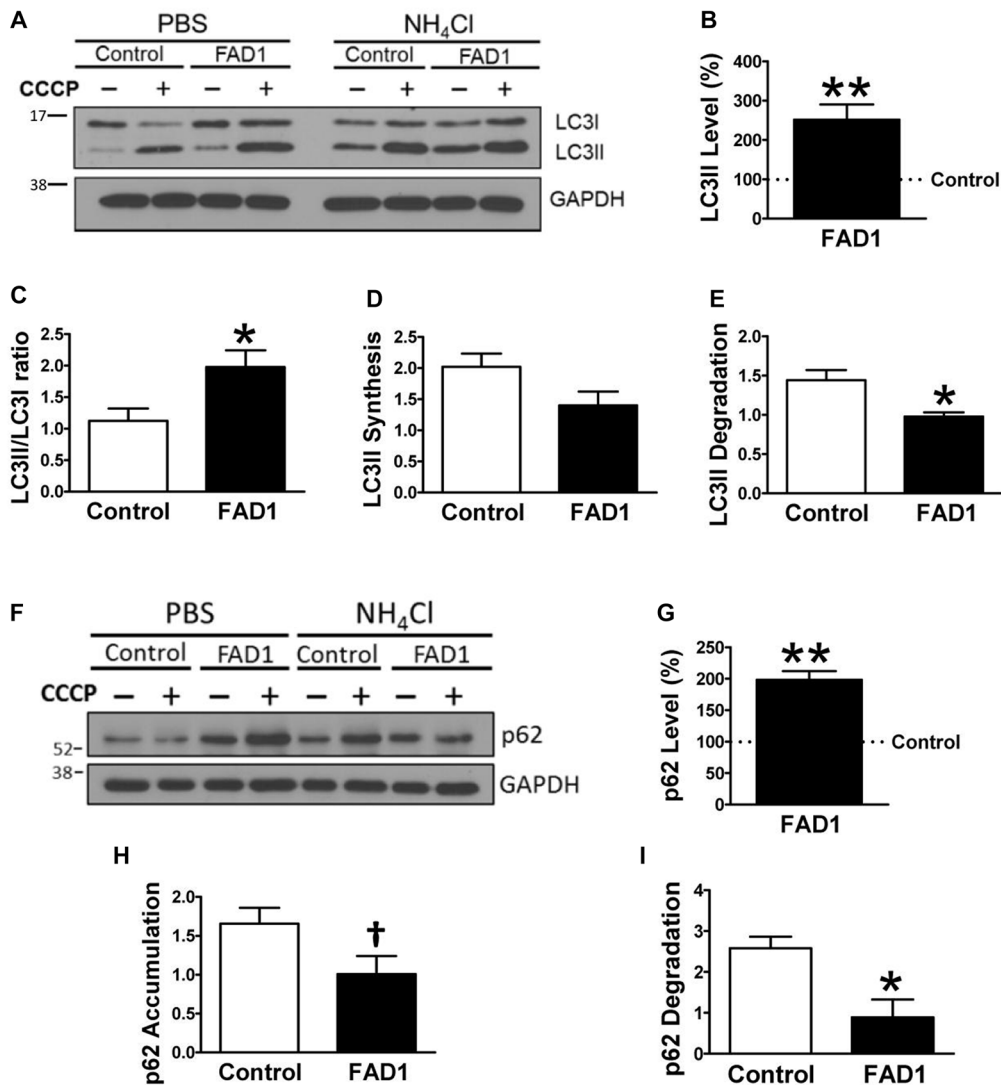 A
PBS
NH₄Cl
Control FAD1 Control FAD1
CCCP − + − + − + − +
17
LC3I
LC3II
38
GAPDH
B
LC3II Level (%)
400
300
200
100
0
Control
FAD1
**
C
LC3II/LC3I ratio
2.5
2.0
1.5
1.0
0.5
0.0
*
Control FAD1
D
LC3II Synthesis
2.5
2.0
1.5
1.0
0.5
0.0
Control FAD1
E
LC3II Degradation
2.0
1.5
1.0
0.5
0.0
*
Control FAD1
F
PBS NH₄Cl
Control FAD1 Control FAD1
CCCP − + − + − + − +
p62
52
38
GAPDH
G
p62 Level (%)
250
200
150
100
50
0
**
Control
FAD1
H
p62 Accumulation
2.0
1.5
1.0
0.5
0.0
†
Control FAD1
I
p62 Degradation
4
3
2
1
0
*
Control FAD1